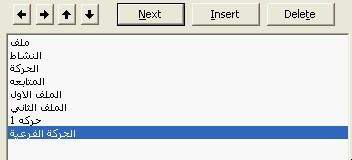 Next Insert Delete
ملف
النشاط
الحركة
المتابعه
الملف الاول
الملف الثاني
حركه 1
الحركة الفرعية